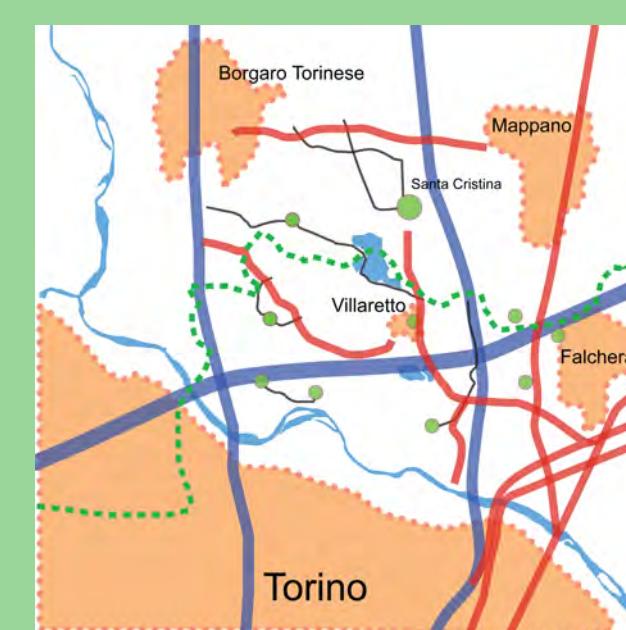 Borgaro Torinese
Mappano
Santa Cristina
Villaretto
Falchera
Torino